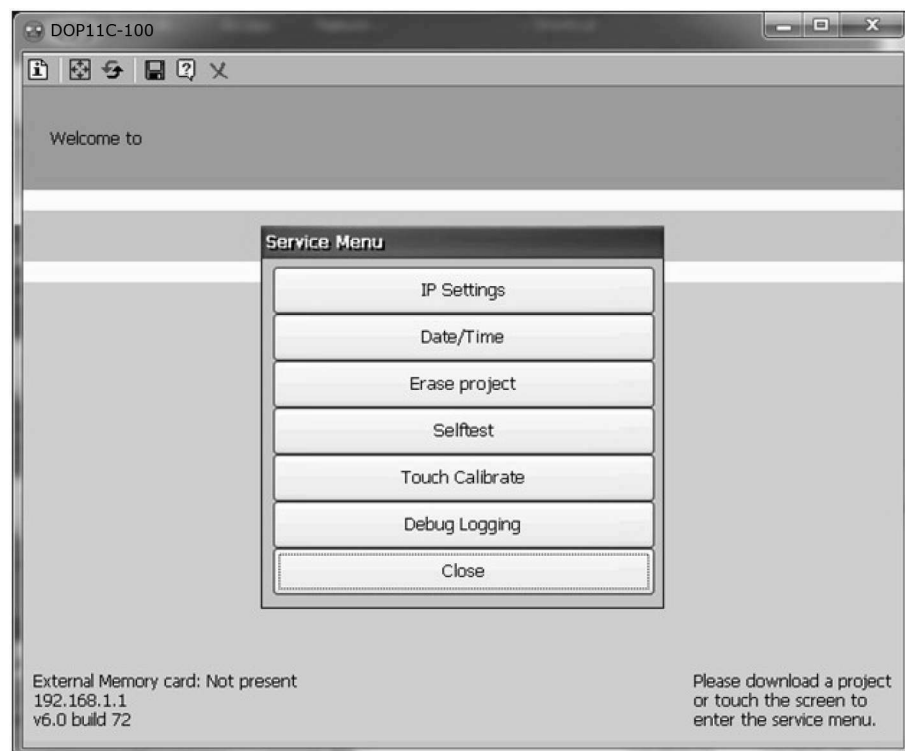 DOP11C-100
Welcome to
Service Menu
IP Settings
Date/Time
Erase project
Selftest
Touch Calibrate
Debug Logging
Close
External Memory card: Not present
192.168.1.1
v6.0 build 72
Please download a project
or touch the screen to
enter the service menu.